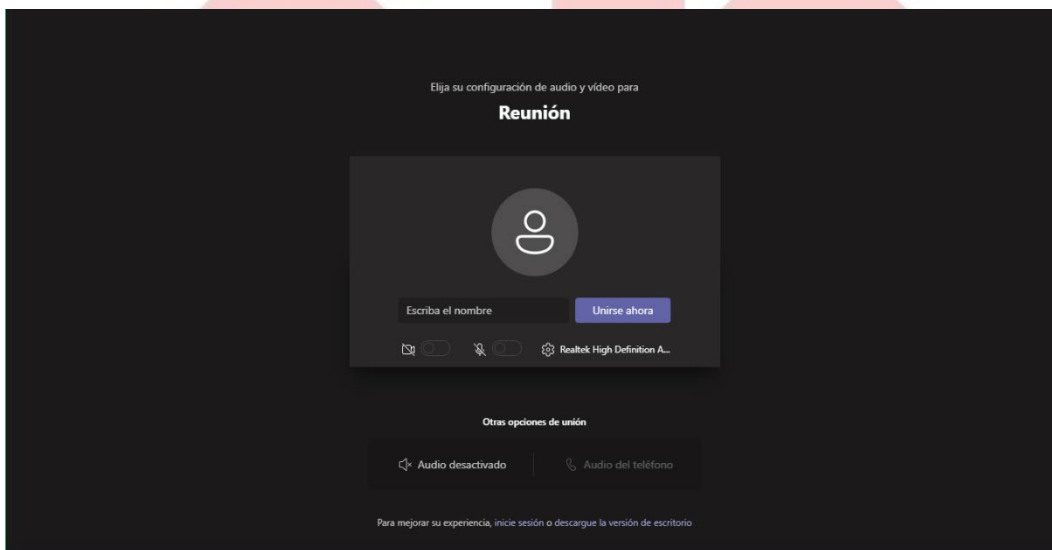 Elija su configuración de audio y vídeo para
Reunión
Escriba el nombre
Unirse ahora
Realtek High Definition A...
Otras opciones de unión
Audio desactivado
Audio del teléfono
Para mejorar su experiencia, inicie sesión o descargue la versión de escritorio